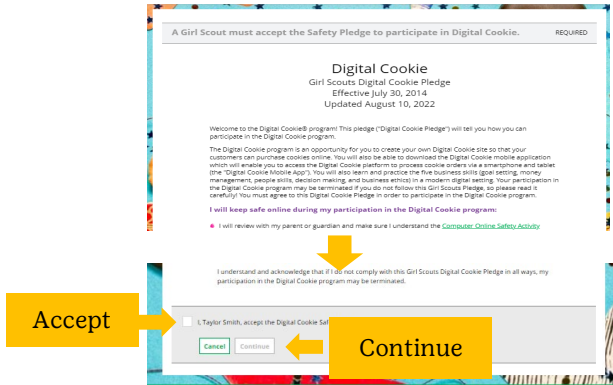 A Girl Scout must accept the Safety Pledge to participate in Digital Cookie. REQUIRED
Digital Cookie
Girl Scouts Digital Cookie Pledge
Effective July 30, 2014
Updated August 10, 2022
Welcome to the Digital Cookie® program! This pledge ("Digital Cookie Pledge") will tell you how you can
participate in the Digital Cookie program.
The Digital Cookie program is an opportunity for you to create your own Digital Cookie site so that your
customers can purchase cookies online. You will also be able to download the Digital Cookie mobile application
which will enable you to access the Digital Cookie platform to process cookie orders via a smartphone and tablet
(the "Digital Cookie Mobile App"). You will also learn and practice the five business skills (goal setting, money
management, people skills, decision making, and business ethics) in a modern digital setting. Your participation in
the Digital Cookie program may be terminated if you do not follow this Girl Scouts Pledge, so please read it
carefully! You must agree to this Digital Cookie Pledge in order to participate in the Digital Cookie program.
I will keep safe online during my participation in the Digital Cookie program:
I will review with my parent or guardian and make sure I understand the Computer Online Safety Activity
I understand and acknowledge that if I do not comply with this Girl Scouts Digital Cookie Pledge in all ways, my
participation in the Digital Cookie program may be terminated.
Accept
I, Taylor Smiith, accept the Digital Cookie Saf
Cancel Continue
Continue